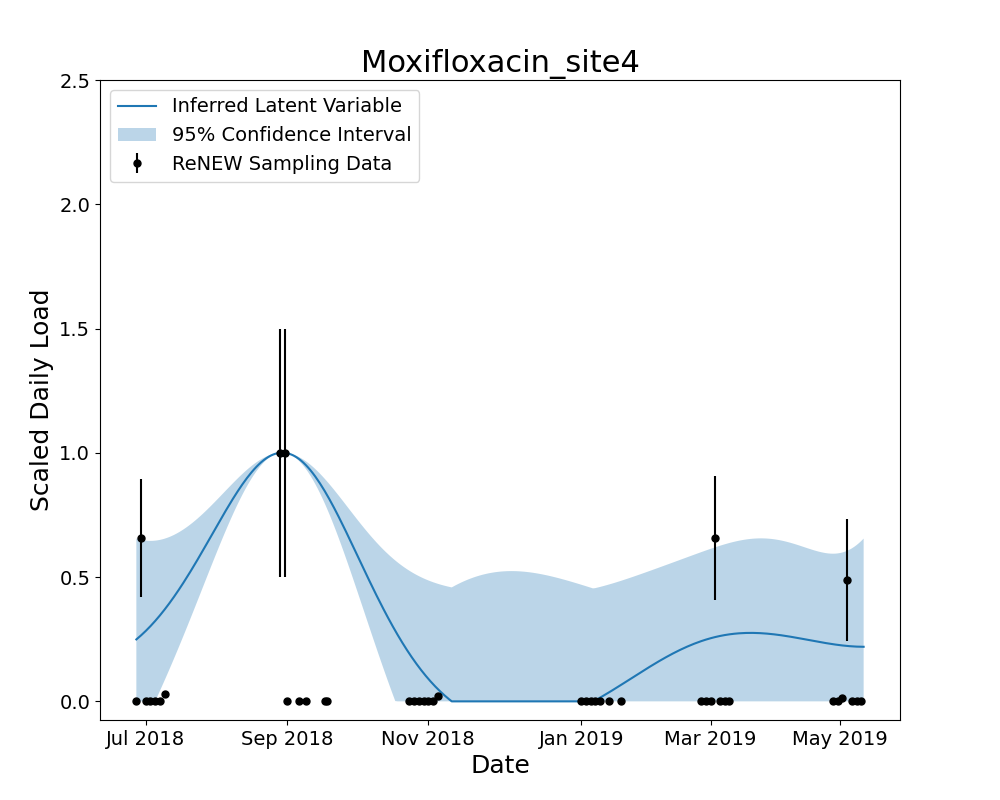 Moxifloxacin_site4
2.5
Inferred Latent Variable
95% Confidence Interval
ReNEW Sampling Data
2.0
1.5
1.0
0.5
0.0
Scaled Daily Load
Jul 2018 Sep 2018 Nov 2018 Jan 2019 Mar 2019 May 2019
Date